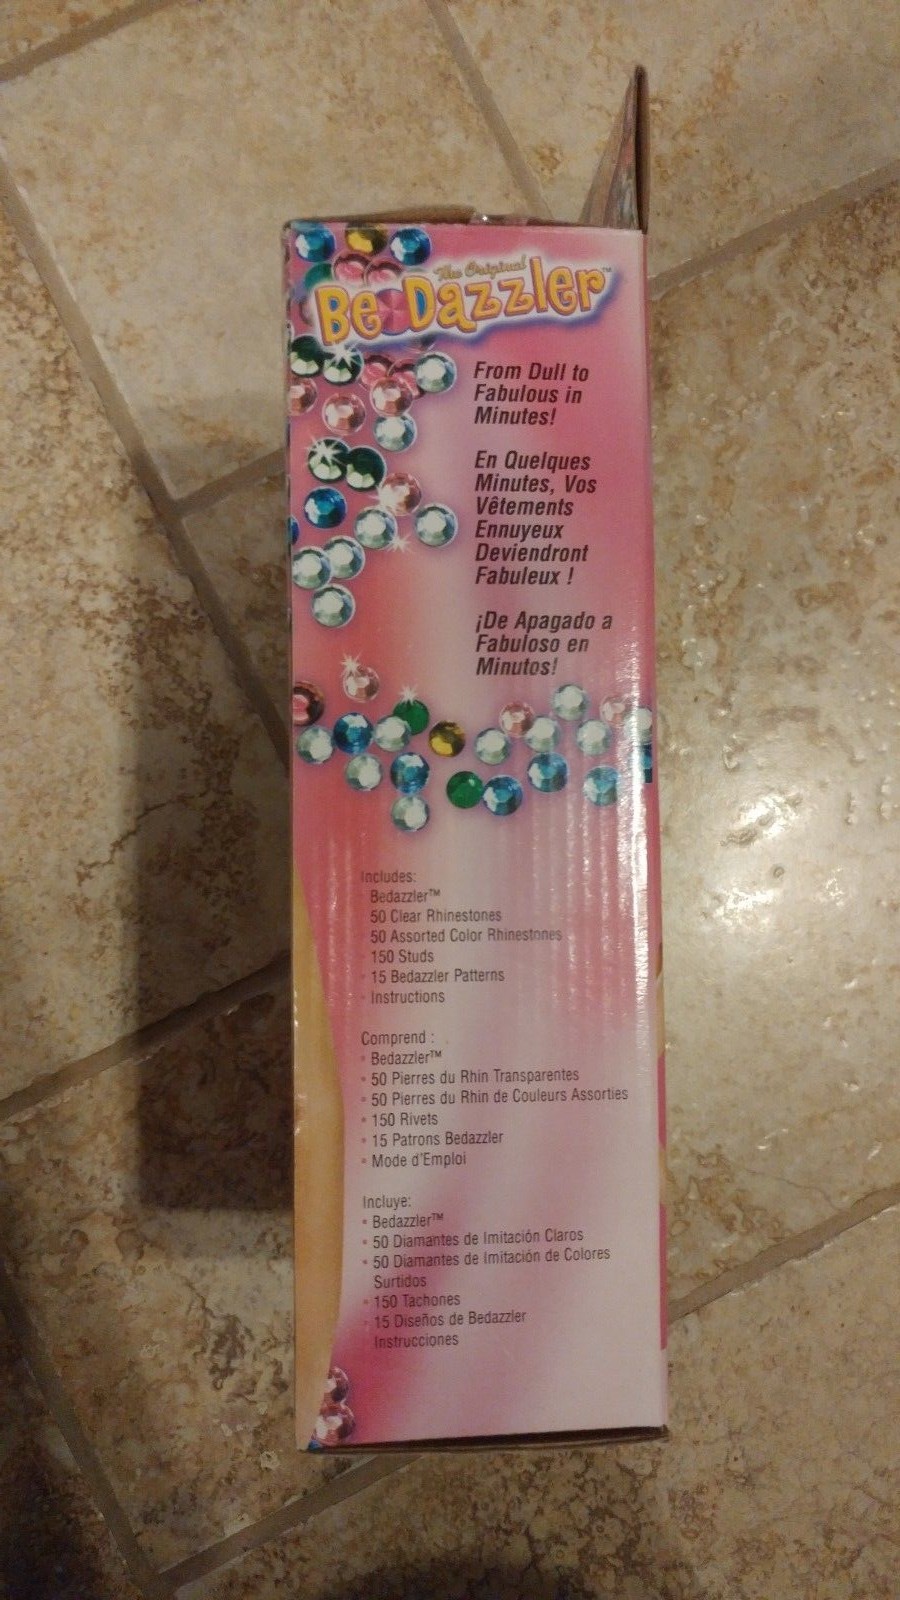 The Original
BeDazzler™
From Dull to
Fabulous in
Minutes!
En Quelques
Minutes, Vos
Vêtements
Ennuyeux
Deviendront
Fabuleux !
¡De Apagado a
Fabuloso en
Minutos!
Includes:
Bedazzler™
50 Clear Rhinestones
50 Assorted Color Rhinestones
• 150 Studs
• 15 Bedazzler Patterns
• Instructions
Comprend :
• Bedazzler™
• 50 Pierres du Rhin Transparentes
• 50 Pierres du Rhin de Couleurs Assorties
• 150 Rivets
• 15 Patrons Bedazzler
• Mode d'Emploi
Incluye:
• Bedazzler™
• 50 Diamantes de Imitación Claros
• 50 Diamantes de Imitación de Colores
Surtidos
• 150 Tachones
• 15 Diseños de Bedazzler
Instrucciones